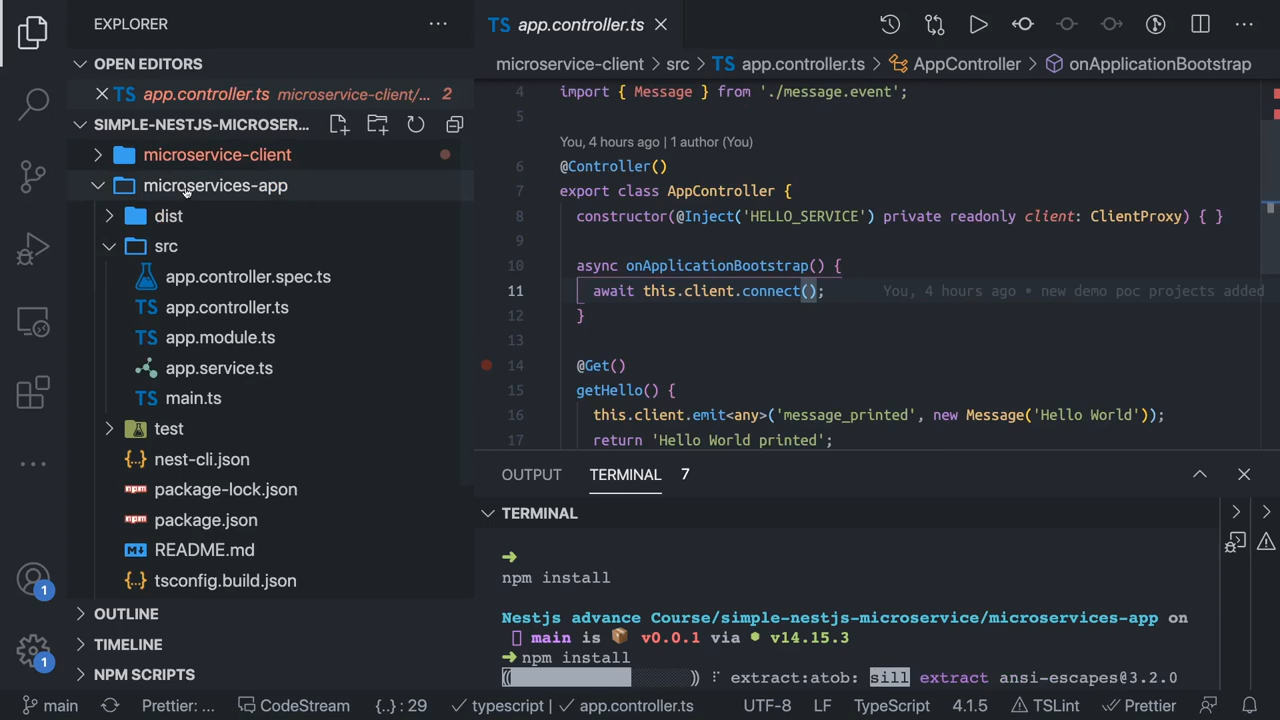 EXPLORER
OPEN EDITORS
TS app.controller.ts microservice-client/... 2
SIMPLE-NESTJS-MICROSER...
microservice-client
microservices-app
dist
src
app.controller.spec.ts
TS app.controller.ts
TS app.module.ts
app.service.ts
TS main.ts
test
{..} nest-cli.json
npm package-lock.json
npm package.json
README.md
{..} tsconfig.build.json
OUTLINE
TIMELINE
NPM SCRIPTS
1
1
TS app.controller.ts
microservice-client > src > TS app.controller.ts > AppController > onApplicationBootstrap
4 import { Message } from './message.event';
5
You, 4 hours ago | 1 author (You)
6 @Controller()
7 export class AppController {
8 constructor(@Inject('HELLO_SERVICE') private readonly client: ClientProxy) { }
9
10 async onApplicationBootstrap() {
11 await this.client.connect(); You, 4 hours ago • new demo poc projects added
12 }
13
14 @Get()
15 getHello() {
16 this.client.emit<any>('message_printed', new Message('Hello World'));
17 return 'Hello World printed';
OUTPUT TERMINAL 7
TERMINAL
➜
npm install
Nestjs advance Course/simple-nestjs-microservice/microservices-app on
main is 📦 v0.0.1 via ⬢ v14.15.3
➜ npm install
extract:atob: sill extract ansi-escapes@3.2.0
main Prettier: ... CodeStream {..} : 29 typescript | app.controller.ts UTF-8 LF TypeScript 4.1.5 TSLint Prettier